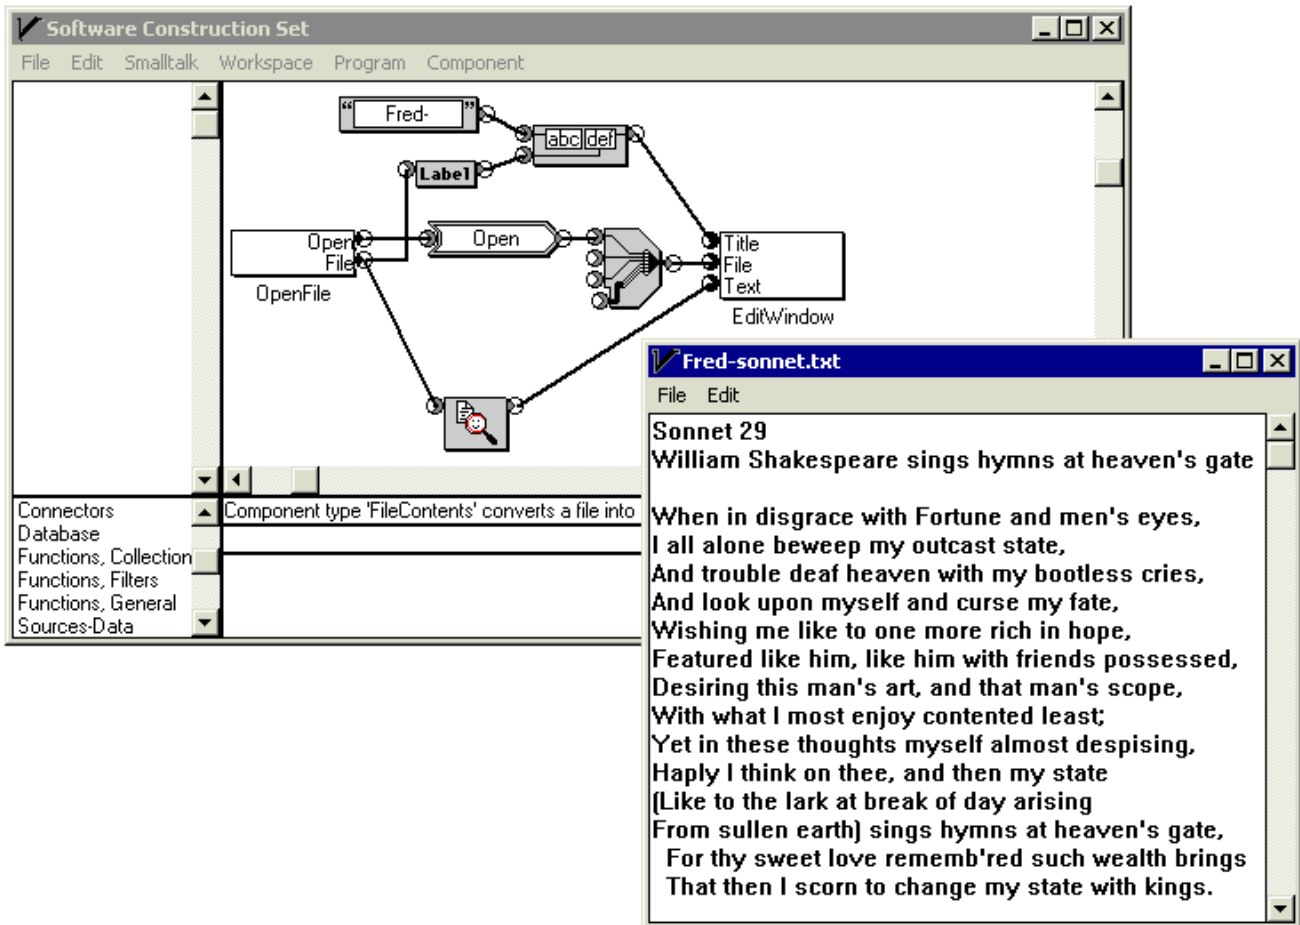 Software Construction Set
File Edit Smalltalk Workspace Program Component
“ Fred- ”
abc def
Label
Open
File
OpenFile
Open
Title
File
Text
EditWindow
Connectors
Database
Functions, Collection
Functions, Filters
Functions, General
Sources-Data
Component type 'FileContents' converts a file into
Fred-sonnet.txt
File Edit
Sonnet 29
William Shakespeare sings hymns at heaven's gate
When in disgrace with Fortune and men's eyes,
I all alone beweep my outcast state,
And trouble deaf heaven with my bootless cries,
And look upon myself and curse my fate,
Wishing me like to one more rich in hope,
Featured like him, like him with friends possessed,
Desiring this man's art, and that man's scope,
With what I most enjoy contented least;
Yet in these thoughts myself almost despising,
Haply I think on thee, and then my state
(Like to the lark at break of day arising
From sullen earth) sings hymns at heaven's gate,
For thy sweet love rememb'red such wealth brings
That then I scorn to change my state with kings.